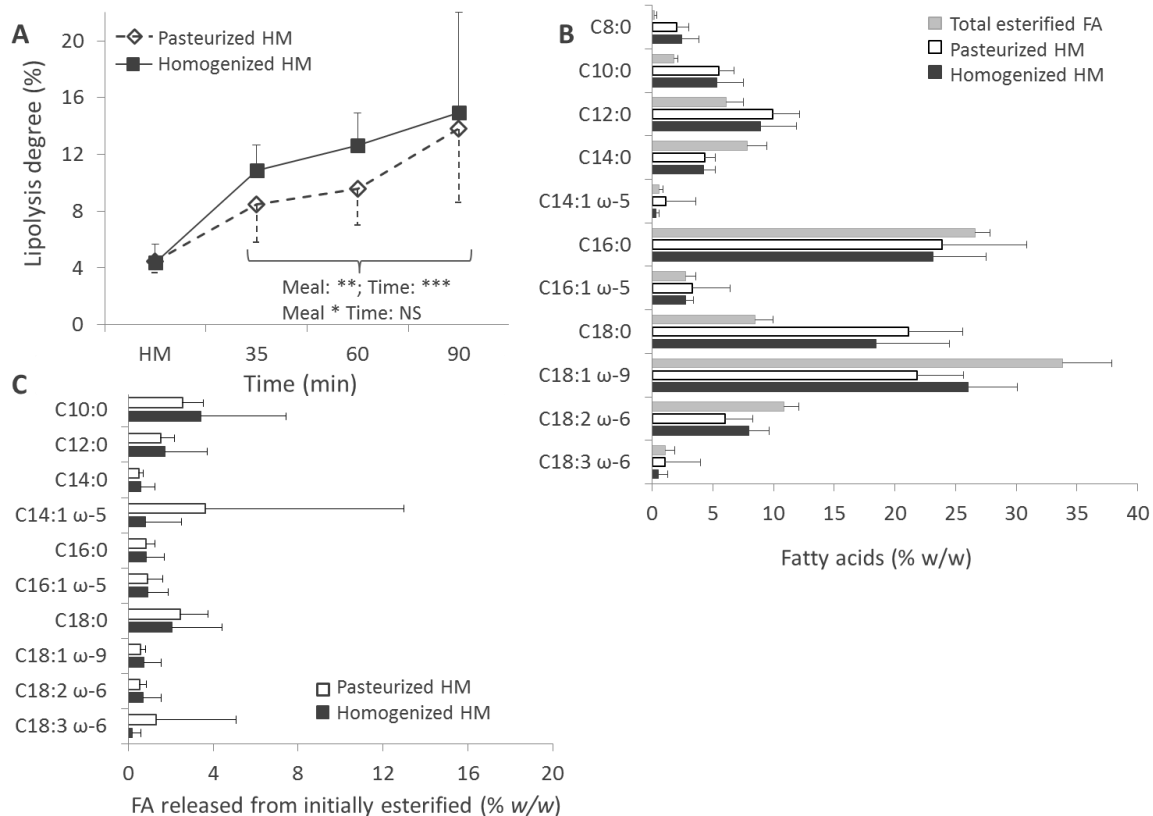 A
Pasteurized HM
Homogenized HM
Lipolysis degree (%)
20
16
12
8
4
0
Meal: **; Time: ***
Meal * Time: NS
HM 35 60 90
Time (min)
B
Total esterified FA
Pasteurized HM
Homogenized HM
C8:0
C10:0
C12:0
C14:0
C14:1 ω-5
C16:0
C16:1 ω-5
C18:0
C18:1 ω-9
C18:2 ω-6
C18:3 ω-6
0 5 10 15 20 25 30 35 40
Fatty acids (% w/w)
C
C10:0
C12:0
C14:0
C14:1 ω-5
C16:0
C16:1 ω-5
C18:0
C18:1 ω-9
C18:2 ω-6
C18:3 ω-6
Pasteurized HM
Homogenized HM
0 4 8 12 16 20
FA released from initially esterified (% w/w)